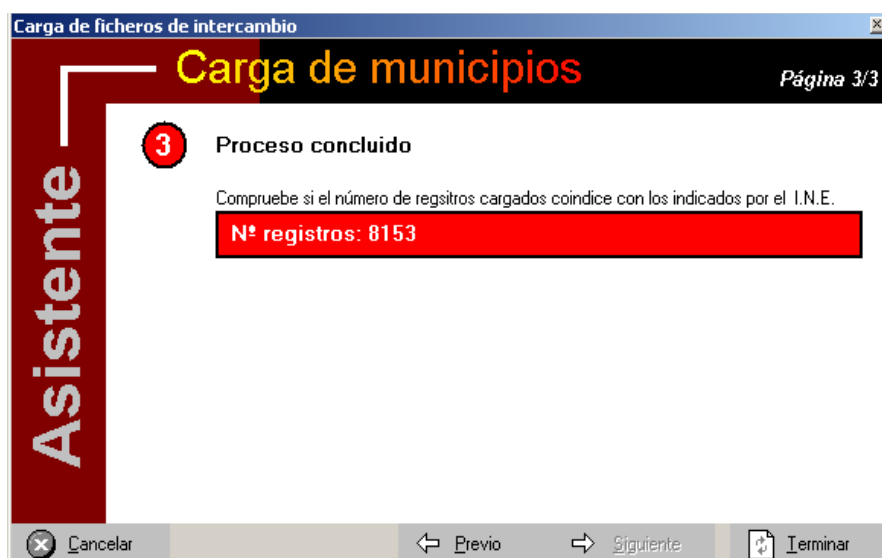 Carga de ficheros de intercambio
Carga de municipios
Página 3/3
Asistente
3
Proceso concluido
Compruebe si el número de regsitros cargados coindice con los indicados por el I.N.E.
Nº registros: 8153
Cancelar
Previo
Siguiente
Terminar